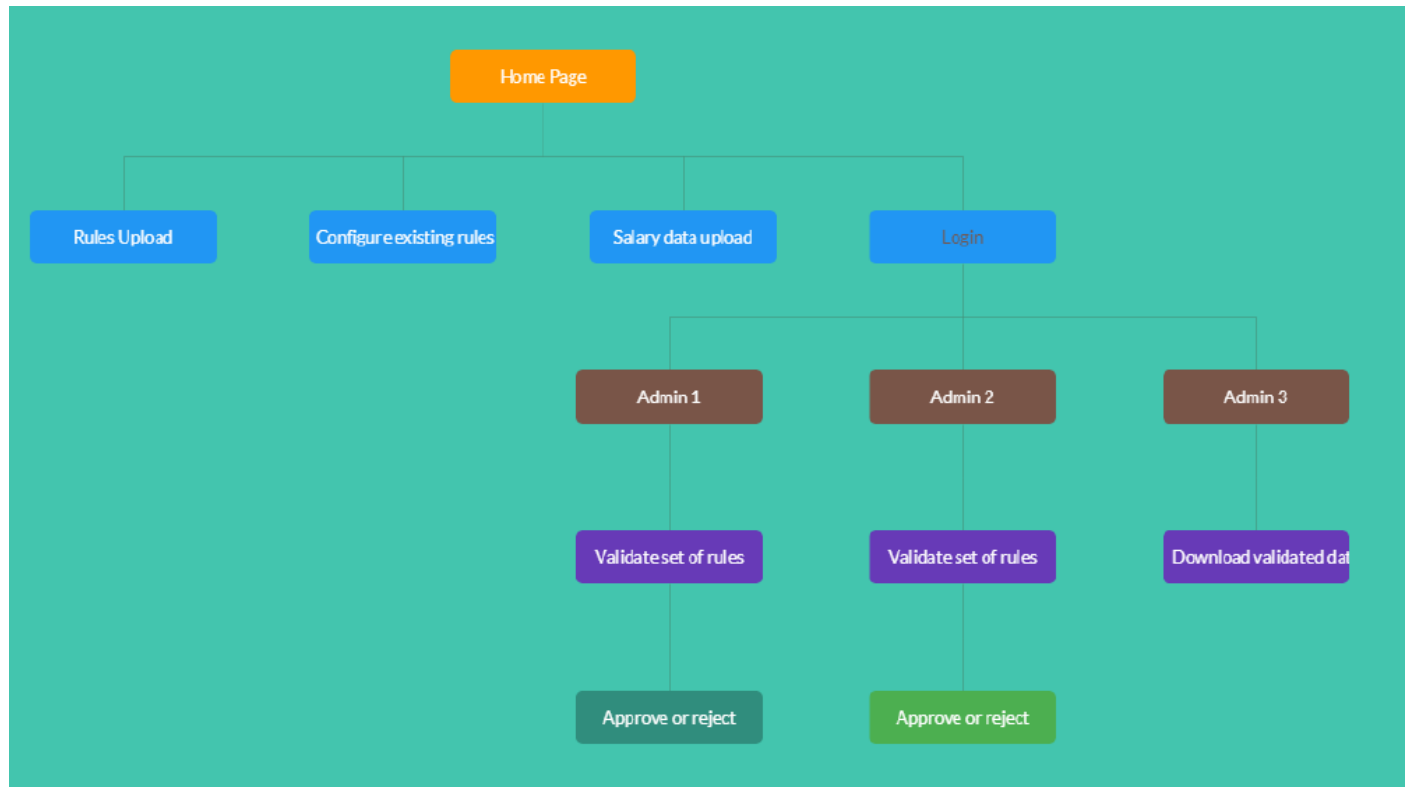 Home Page
Rules Upload
Configure existing rules
Salary data upload
Login
Admin 1
Admin 2
Admin 3
Validate set of rules
Validate set of rules
Download validated dat
Approve or reject
Approve or reject